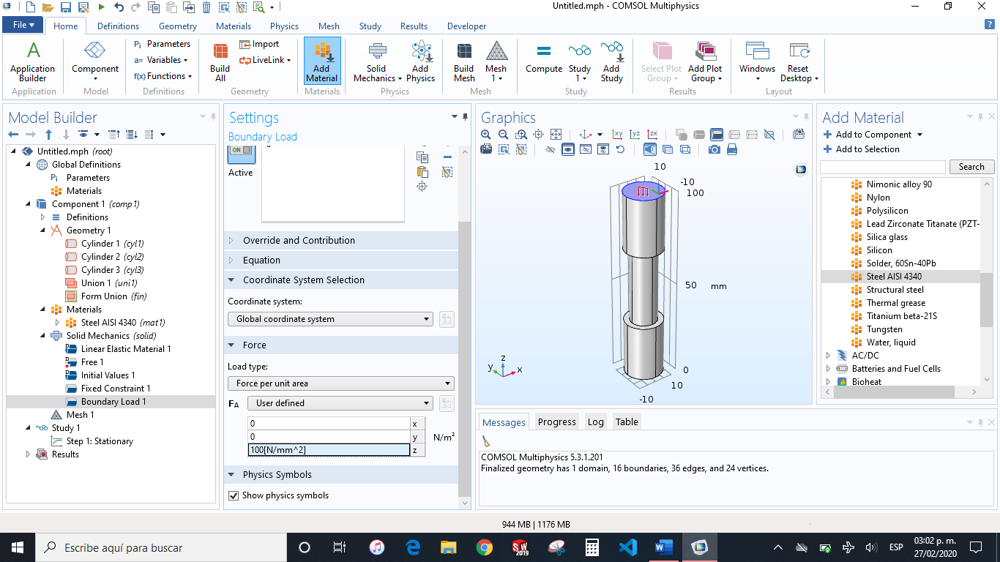 Untitled.mph - COMSOL Multiphysics
File
Home
Definitions
Geometry
Materials
Physics
Mesh
Study
Results
Developer
Application Builder
Component
Pi Parameters
a= Variables
f(x) Functions
Build All
Import
LiveLink
Add Material
Solid Mechanics
Add Physics
Build Mesh
Mesh 1
Compute
Study 1
Add Study
Select Plot Group
Add Plot Group
Windows
Reset Desktop
Application
Model
Definitions
Geometry
Materials
Physics
Mesh
Study
Results
Layout
Model Builder
Untitled.mph (root)
Global Definitions
Pi Parameters
Materials
Component 1 (comp1)
Definitions
Geometry 1
Cylinder 1 (cyl1)
Cylinder 2 (cyl2)
Cylinder 3 (cyl3)
Union 1 (uni1)
Form Union (fin)
Materials
Steel AISI 4340 (mat1)
Solid Mechanics (solid)
Linear Elastic Material 1
Free 1
Initial Values 1
Fixed Constraint 1
Boundary Load 1
Mesh 1
Study 1
Step 1: Stationary
Results
Settings
Boundary Load
ON
Active
Override and Contribution
Equation
Coordinate System Selection
Coordinate system:
Global coordinate system
Force
Load type:
Force per unit area
FA User defined
0 x
0 y N/m²
100[N/mm^2] z
Physics Symbols
Show physics symbols
Graphics
xy yz zx
10
-10
100
50 mm
0
10
-10
z
y x
Messages
Progress
Log
Table
COMSOL Multiphysics 5.3.1.201
Finalized geometry has 1 domain, 16 boundaries, 36 edges, and 24 vertices.
Add Material
Add to Component
Add to Selection
Search
Nimonic alloy 90
Nylon
Polysilicon
Lead Zirconate Titanate (PZT-
Silica glass
Silicon
Solder, 60Sn-40Pb
Steel AISI 4340
Structural steel
Thermal grease
Titanium beta-21S
Tungsten
Water, liquid
AC/DC
Batteries and Fuel Cells
Bioheat
944 MB | 1176 MB
Escribe aquí para buscar
SW 2019
ESP
03:02 p. m.
27/02/2020